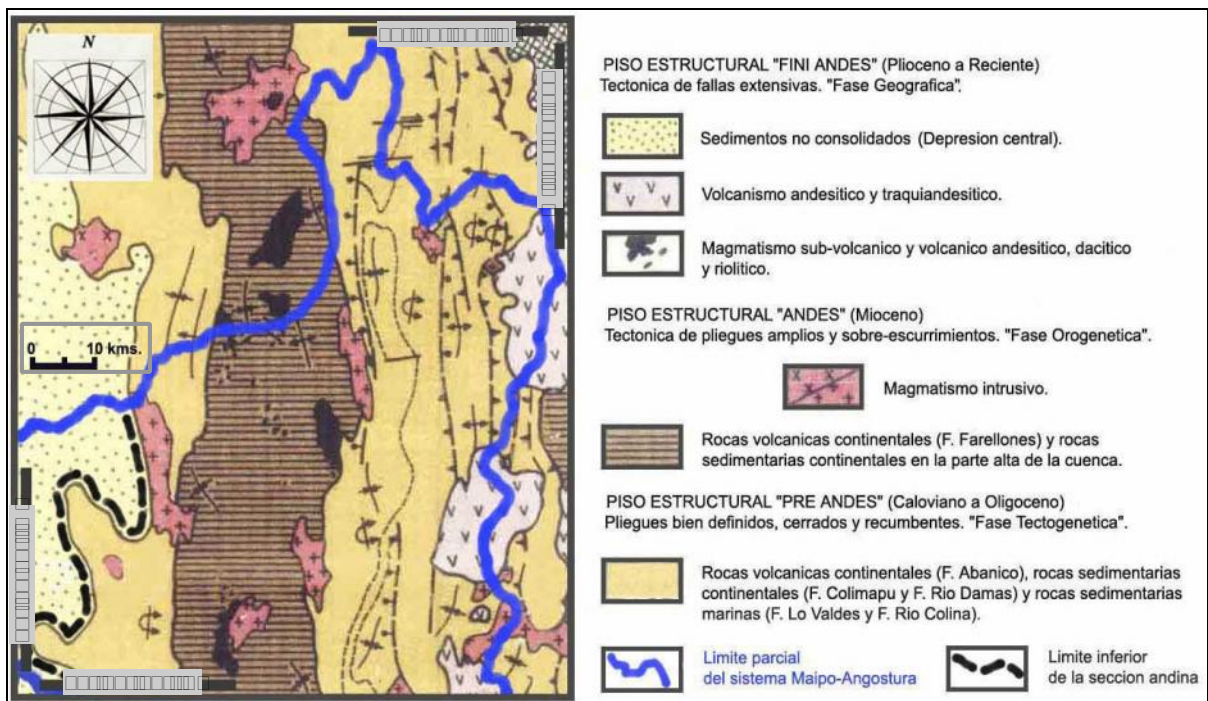 N
0 10 kms.
PISO ESTRUCTURAL "FINI ANDES" (Plioceno a Reciente)
Tectonica de fallas extensivas. "Fase Geografica".
Sedimentos no consolidados (Depresion central).
Volcanismo andesitico y traquiandesitico.
Magmatismo sub-volcanico y volcanico andesitico, dacitico
y riolitico.
PISO ESTRUCTURAL "ANDES" (Mioceno)
Tectonica de pliegues amplios y sobre-escurrimientos. "Fase Orogenetica".
Magmatismo intrusivo.
Rocas volcanicas continentales (F. Farellones) y rocas
sedimentarias continentales en la parte alta de la cuenca.
PISO ESTRUCTURAL "PRE ANDES" (Caloviano a Oligoceno)
Pliegues bien definidos, cerrados y recumbentes. "Fase Tectogenetica".
Rocas volcanicas continentales (F. Abanico), rocas sedimentarias
continentales (F. Colimapu y F. Rio Damas) y rocas sedimentarias
marinas (F. Lo Valdes y F. Rio Colina).
Limite parcial
del sistema Maipo-Angostura
Limite inferior
de la seccion andina